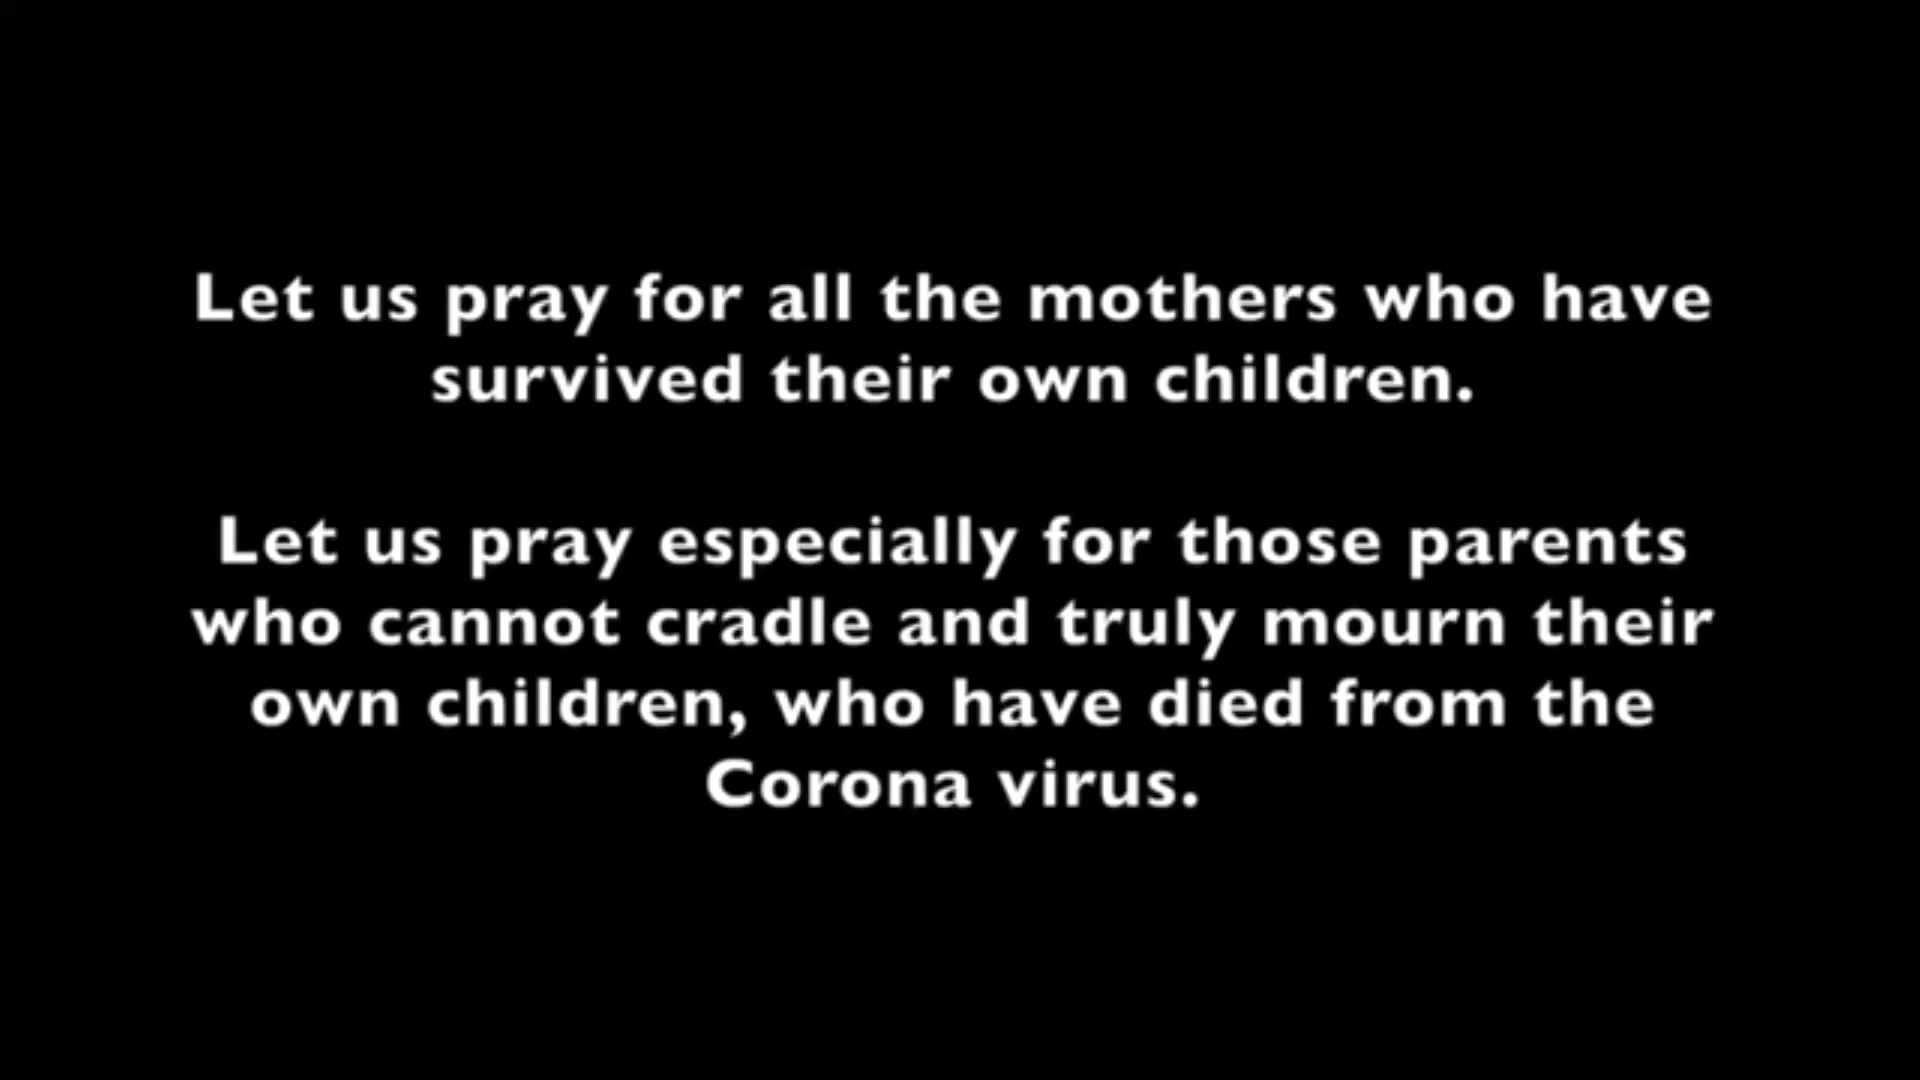 Let us pray for all the mothers who have
survived their own children.
Let us pray especially for those parents
who cannot cradle and truly mourn their
own children, who have died from the
Corona virus.